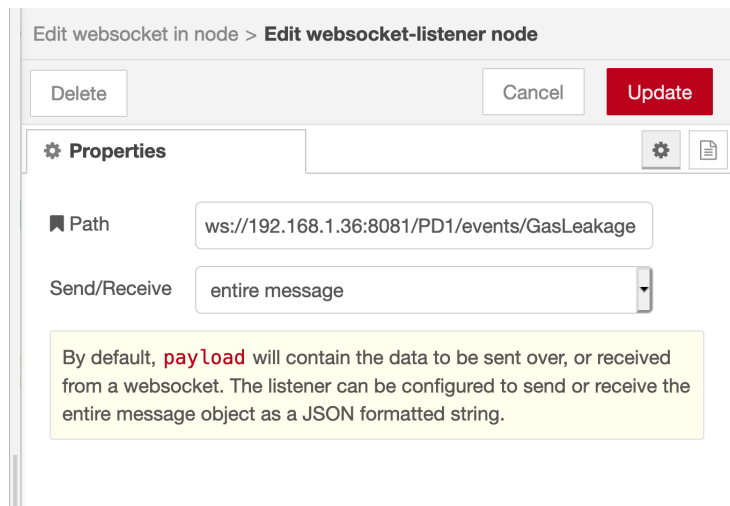 Edit websocket in node > Edit websocket-listener node
Delete
Cancel
Update
Properties
Path
ws://192.168.1.36:8081/PD1/events/GasLeakage
Send/Receive
entire message
By default, payload will contain the data to be sent over, or received
from a websocket. The listener can be configured to send or receive the
entire message object as a JSON formatted string.